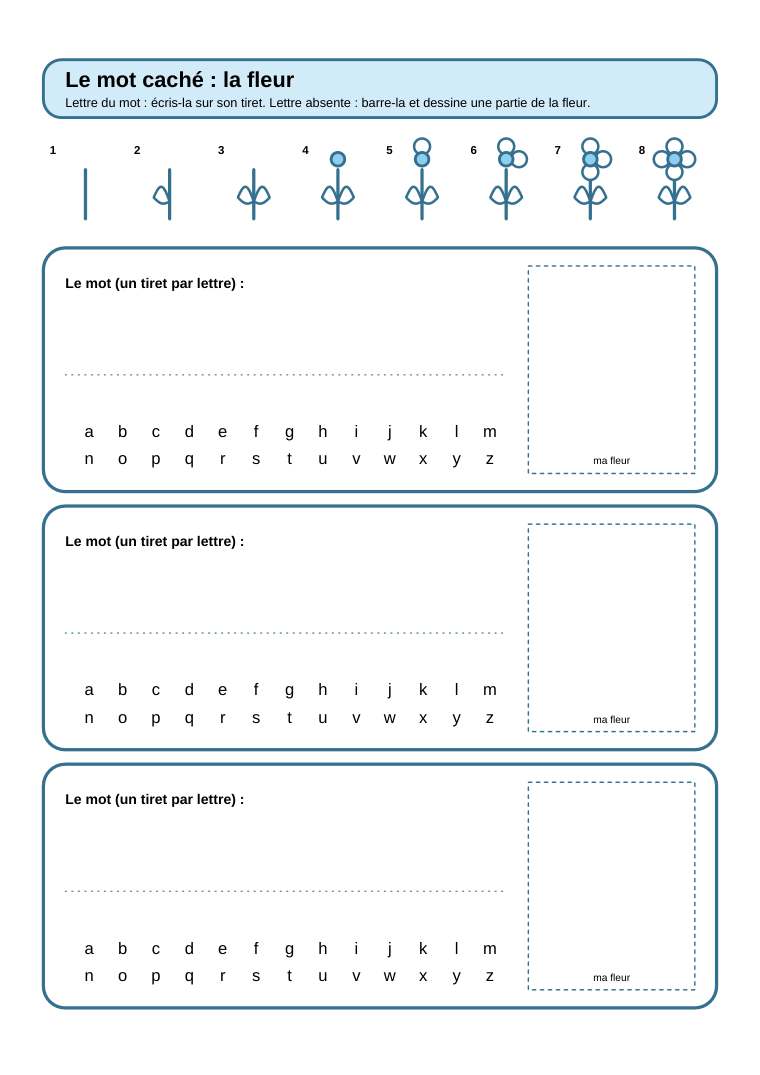 Le mot caché : la fleur
Lettre du mot : écris-la sur son tiret. Lettre absente : barre-la et dessine une partie de la fleur.
1 2 3 4 5 6 7 8
Le mot (un tiret par lettre) :
a b c d e f g h i j k l m
n o p q r s t u v w x y z
ma fleur
Le mot (un tiret par lettre) :
a b c d e f g h i j k l m
n o p q r s t u v w x y z
ma fleur
Le mot (un tiret par lettre) :
a b c d e f g h i j k l m
n o p q r s t u v w x y z
ma fleur